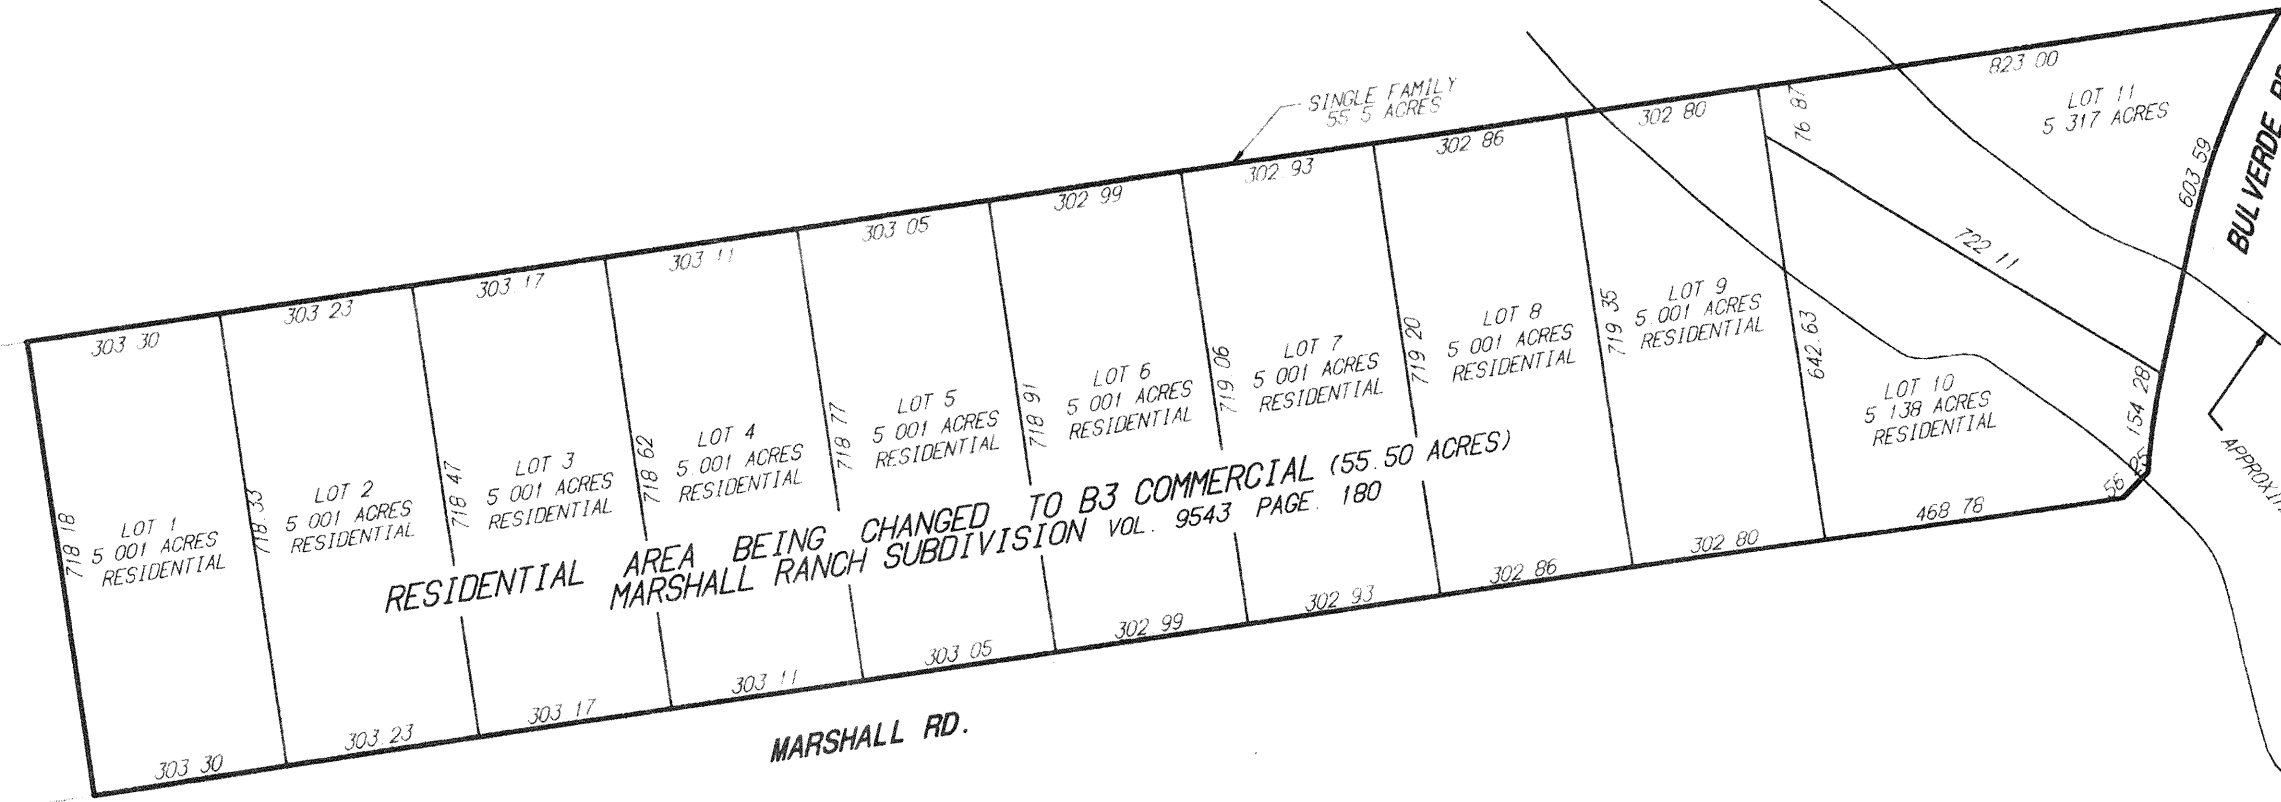 823 00
LOT 11
5 317 ACRES
BULVERDE RD
603 59
SINGLE FAMILY
55 5 ACRES
76 87
302 80
302 86
302 93
302 99
303 05
303 11
303 17
303 23
303 30
722 11
LOT 1
5 001 ACRES
RESIDENTIAL
LOT 2
5 001 ACRES
RESIDENTIAL
LOT 3
5 001 ACRES
RESIDENTIAL
LOT 4
5 001 ACRES
RESIDENTIAL
LOT 5
5 001 ACRES
RESIDENTIAL
LOT 6
5 001 ACRES
RESIDENTIAL
LOT 7
5 001 ACRES
RESIDENTIAL
LOT 8
5 001 ACRES
RESIDENTIAL
LOT 9
5 001 ACRES
RESIDENTIAL
LOT 10
5 138 ACRES
RESIDENTIAL
718 18
718 33
718 47
718 62
718 77
718 91
719 06
719 20
719 35
642.63
154 28
RESIDENTIAL AREA BEING CHANGED TO B3 COMMERCIAL (55.50 ACRES)
MARSHALL RANCH SUBDIVISION VOL. 9543 PAGE. 180
303 30
303 23
303 17
303 11
303 05
302 99
302 93
302 86
302 80
468 78
MARSHALL RD.